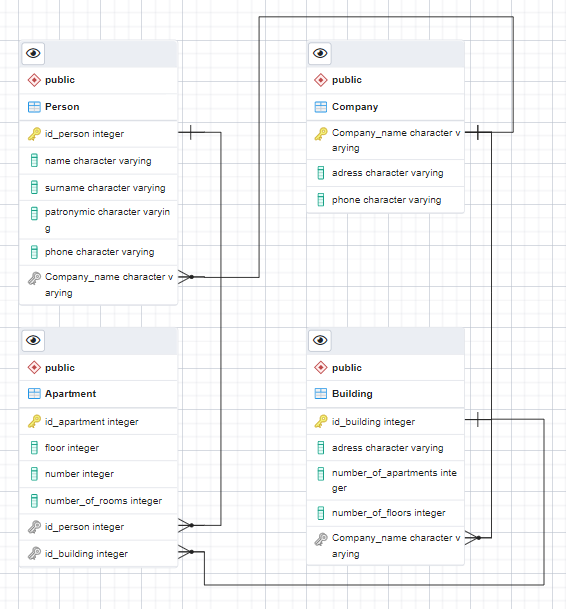 public
Person
id_person integer
name character varying
surname character varying
patronymic character varyin
g
phone character varying
Company_name character v
arying
public
Company
Company_name character v
arying
adress character varying
phone character varying
public
Apartment
id_apartment integer
floor integer
number integer
number_of_rooms integer
id_person integer
id_building integer
public
Building
id_building integer
adress character varying
number_of_apartments inte
ger
number_of_floors integer
Company_name character v
arying